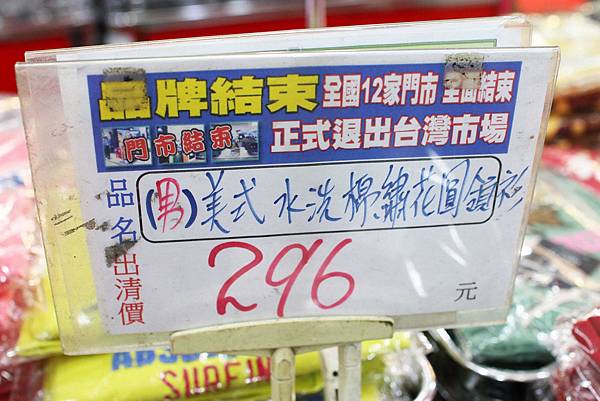 品牌結束 全國12家門市 全面結束
門市結束 正式退出台灣市場
品名 (男)美式水洗棉繡花圓領衫
出清價 296 元
SURF IN